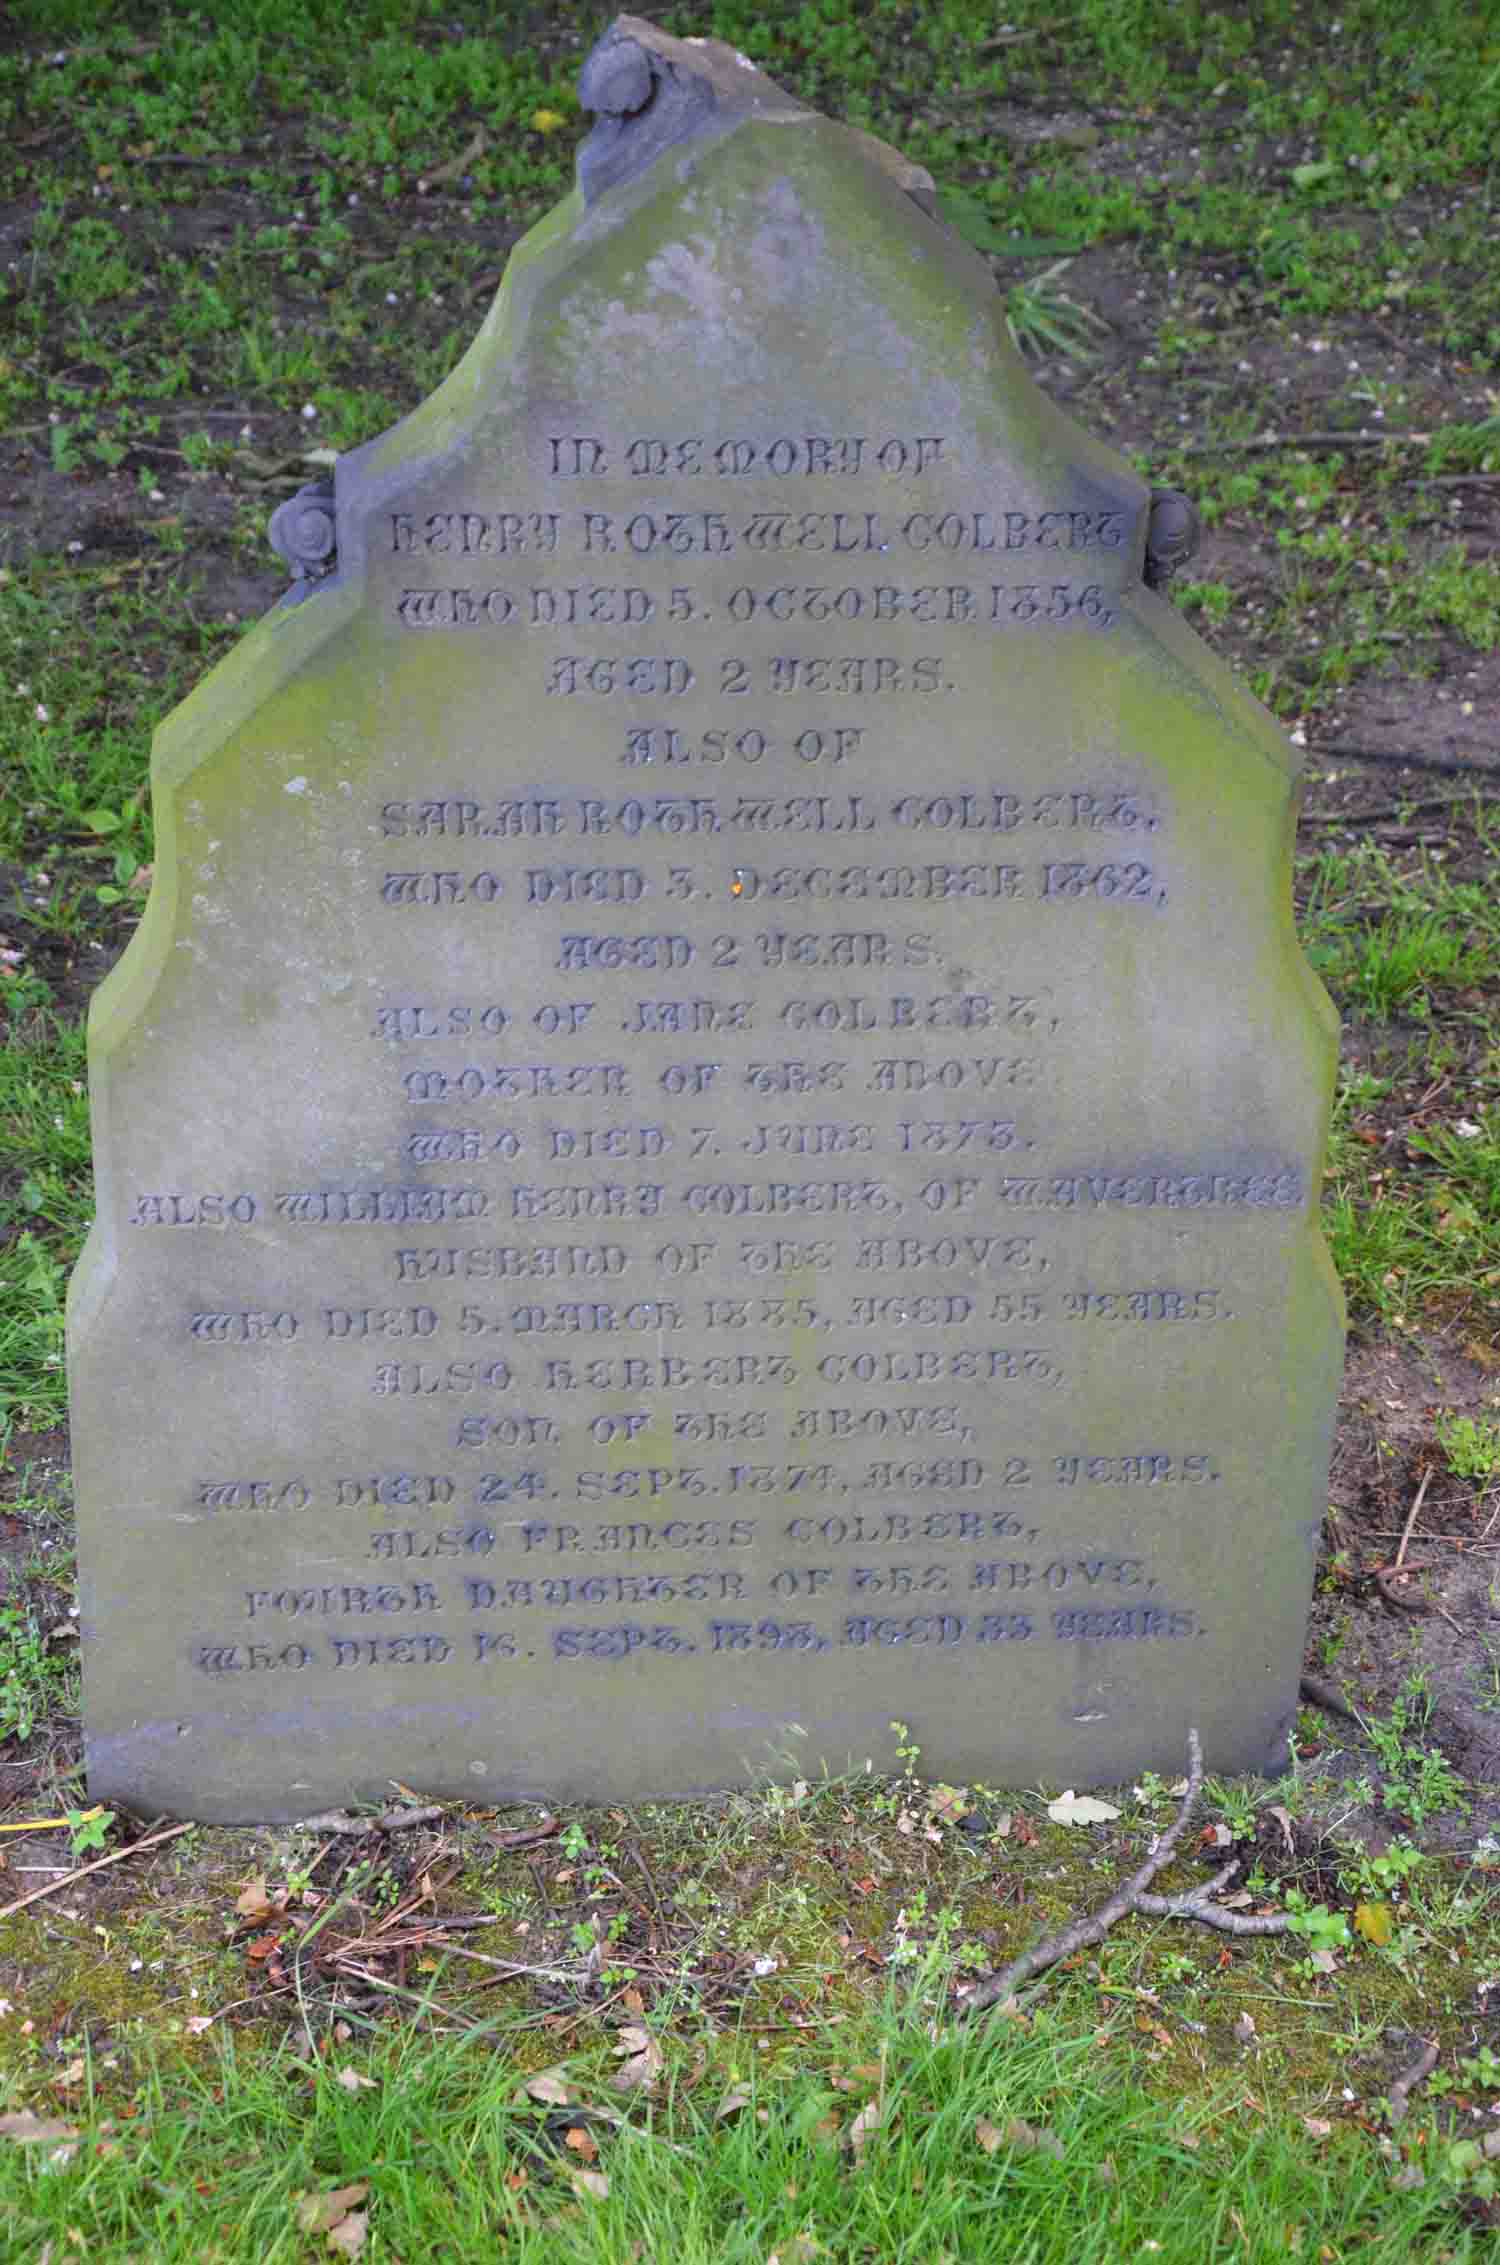 IN MEMORY OF
HENRY ROTHWELL COLBERT
WHO DIED 5. OCTOBER 1856,
AGED 2 YEARS.
ALSO OF
SARAH ROTHWELL COLBERT,
WHO DIED 3. DECEMBER 1862,
AGED 2 YEARS.
ALSO OF JANE COLBERT,
MOTHER OF THE ABOVE
WHO DIED 7. JUNE 1873.
ALSO WILLIAM HENRY COLBERT, OF WAVERTREE,
HUSBAND OF THE ABOVE,
WHO DIED 5. MARCH 1885, AGED 55 YEARS.
ALSO HERBERT COLBERT,
SON OF THE ABOVE,
WHO DIED 24. SEPT. 1874, AGED 2 YEARS.
ALSO FRANCES COLBERT,
FOURTH DAUGHTER OF THE ABOVE,
WHO DIED 16. SEPT. 1893, AGED 33 YEARS.